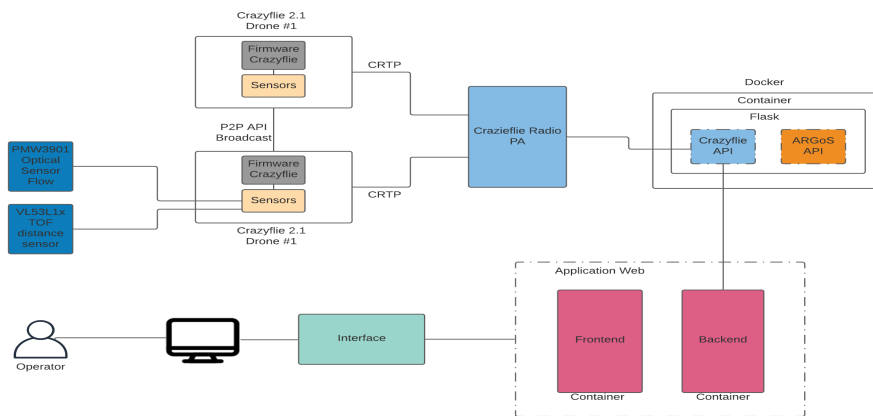 Crazyflie 2.1
Drone #1
Firmware
Crazyflie
Sensors
CRTP
P2P API
Broadcast
PMW3901
Optical
Sensor
Flow
VL53L1x
TOF
distance
sensor
Firmware
Crazyflie
Sensors
CRTP
Crazyflie 2.1
Drone #1
Crazieflie Radio
PA
Docker
Container
Flask
Crazyflie
API
ARGoS
API
Application Web
Frontend
Backend
Container
Container
Interface
Operator